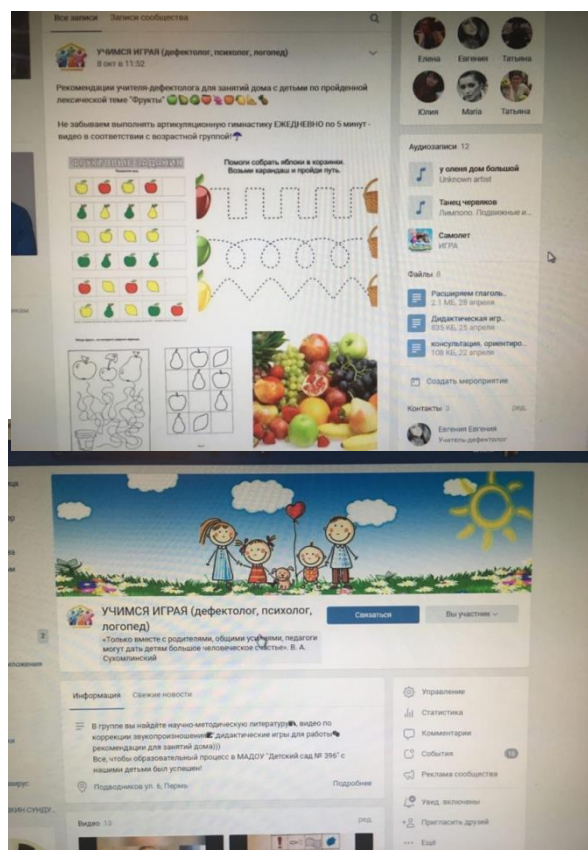 Все записи Записи сообщества
УЧИМСЯ ИГРАЯ (дефектолог, психолог, логопед)
8 окт в 11:52
Рекомендации учителя-дефектолога для занятий дома с детьми по пройденной
лексической теме "Фрукты"
Не забываем выполнять артикуляционную гимнастику ЕЖЕДНЕВНО по 5 минут -
видео в соответствии с возрастной группой!
ФРУКТОВЫЕ ЗАДАНИЯ
Помоги собрать яблоки в корзинки.
Возьми карандаш и пройди путь.
Елена Евгения Татьяна
Юлия Maria Татьяна
Аудиозаписи 12
у оленя дом большой
Unknown artist
Танец червяков
Лимпопо. Подвижные и...
Самолет
ИГРА
Файлы 8
Расширяем глаголь..
2.1 МБ, 28 апреля
Дидактическая игр..
835 КБ, 25 апреля
консультация. ориентиро..
108 КБ, 22 апреля
Создать мероприятие
Контакты 3 ред.
Евгения Евгения
Учитель-дефектолог
УЧИМСЯ ИГРАЯ (дефектолог, психолог,
логопед)
«Только вместе с родителями, общими усилиями, педагоги
могут дать детям большое человеческое счастье». В. А.
Сухомлинский
Связаться
Вы участник
2
Информация Свежие новости
В группе вы найдёте научно-методическую литературу, видео по
коррекции звукопроизношения, дидактические игры для работы,
рекомендации для занятий дома)))
Все, чтобы образовательный процесс в МАДОУ "Детский сад № 396" с
нашими детьми был успешен!
Подводников ул. 6, Пермь Подробнее
Видео 13 ред.
Управление
Статистика
Комментарии
События
Реклама сообщества
Увед. включены
Пригласить друзей
Ещё